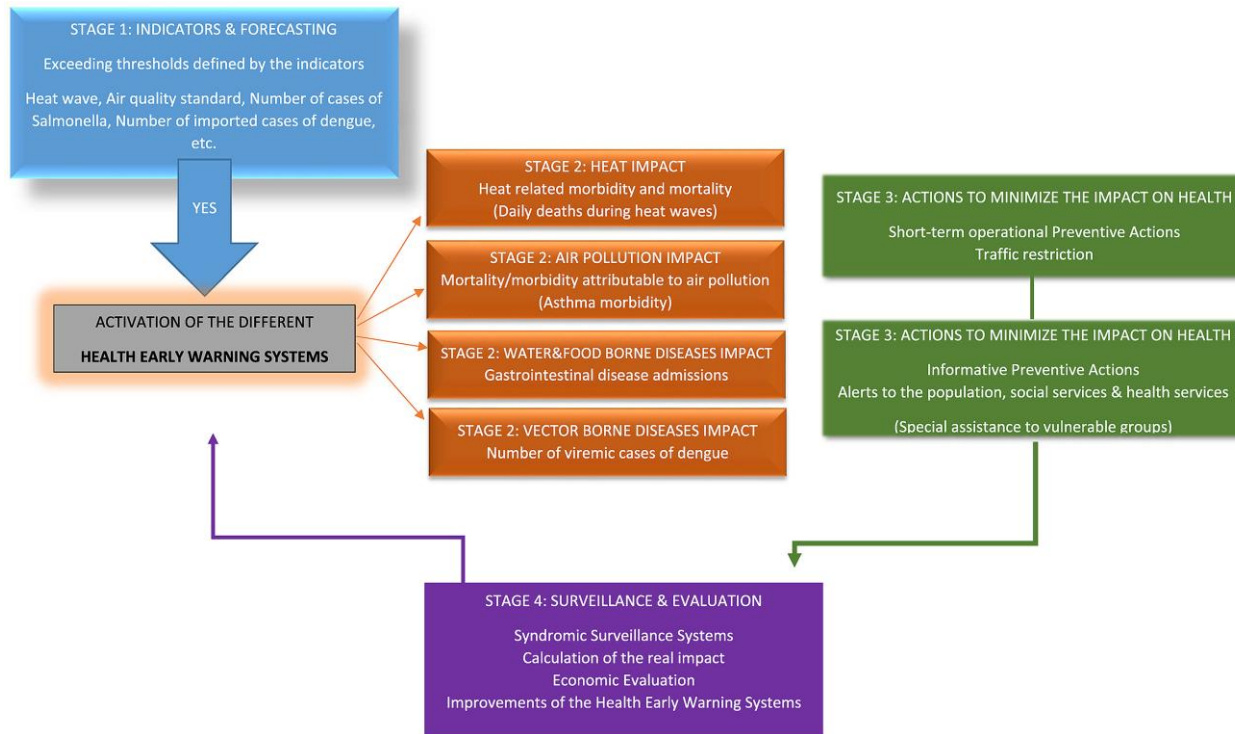 STAGE 1: INDICATORS & FORECASTING
Exceeding thresholds defined by the indicators
Heat wave, Air quality standard, Number of cases of
Salmonella, Number of imported cases of dengue,
etc.
YES
ACTIVATION OF THE DIFFERENT
HEALTH EARLY WARNING SYSTEMS
STAGE 2: HEAT IMPACT
Heat related morbidity and mortality
(Daily deaths during heat waves)
STAGE 2: AIR POLLUTION IMPACT
Mortality/morbidity attributable to air pollution
(Asthma morbidity)
STAGE 2: WATER&FOOD BORNE DISEASES IMPACT
Gastrointestinal disease admissions
STAGE 2: VECTOR BORNE DISEASES IMPACT
Number of viremic cases of dengue
STAGE 3: ACTIONS TO MINIMIZE THE IMPACT ON HEALTH
Short-term operational Preventive Actions
Traffic restriction
STAGE 3: ACTIONS TO MINIMIZE THE IMPACT ON HEALTH
Informative Preventive Actions
Alerts to the population, social services & health services
(Special assistance to vulnerable groups)
STAGE 4: SURVEILLANCE & EVALUATION
Syndromic Surveillance Systems
Calculation of the real impact
Economic Evaluation
Improvements of the Health Early Warning Systems